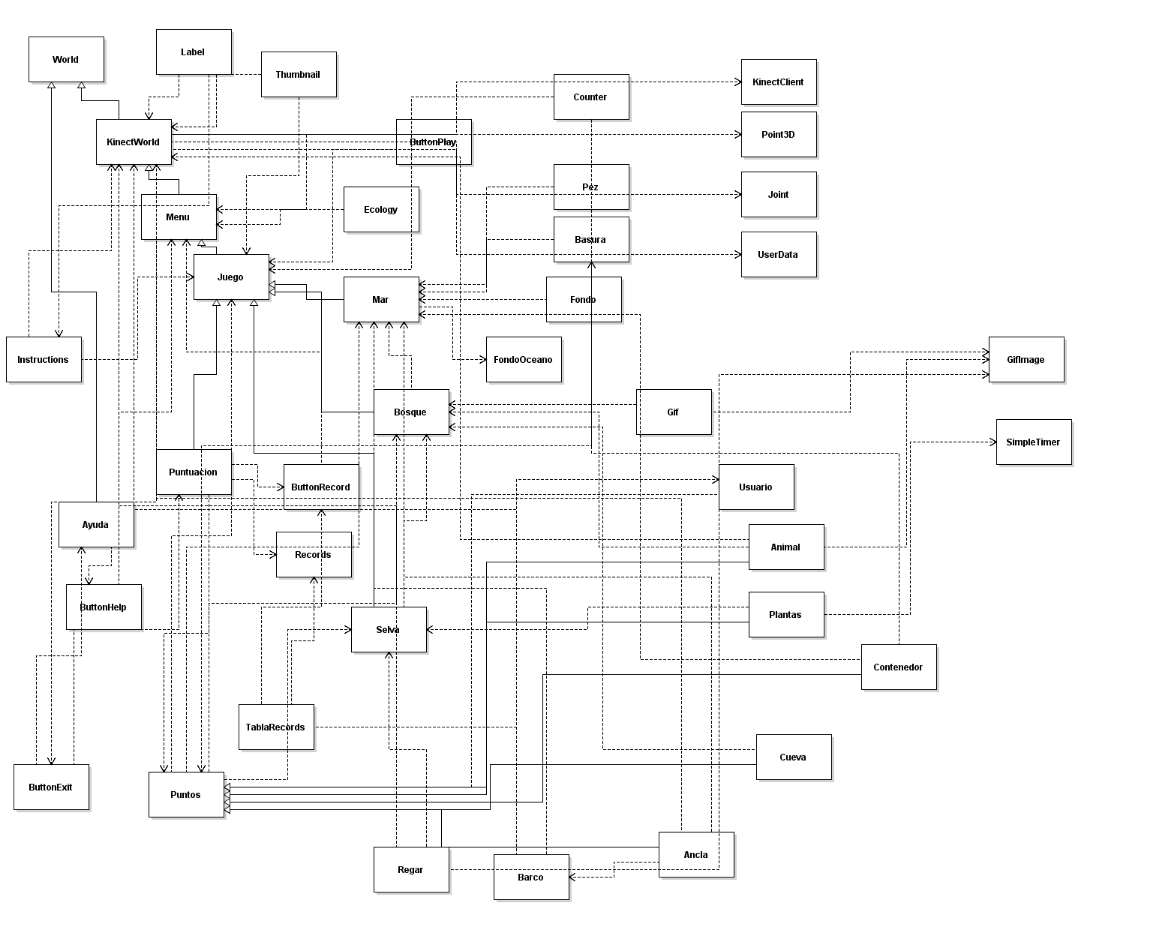 Label
World
Thumbnail
KinectClient
Counter
Point3D
KinectWorld
ButtonPlay
Pez
Joint
Ecology
Menu
Basura
UserData
Juego
Mar
Fondo
Instructions
FondoOceano
GifImage
Bosque
Gif
SimpleTimer
Puntuacion
ButtonRecord
Usuario
Ayuda
Animal
Records
ButtonHelp
Plantas
Selva
Contenedor
TablaRecords
Cueva
ButtonExit
Puntos
Ancla
Regar
Barco